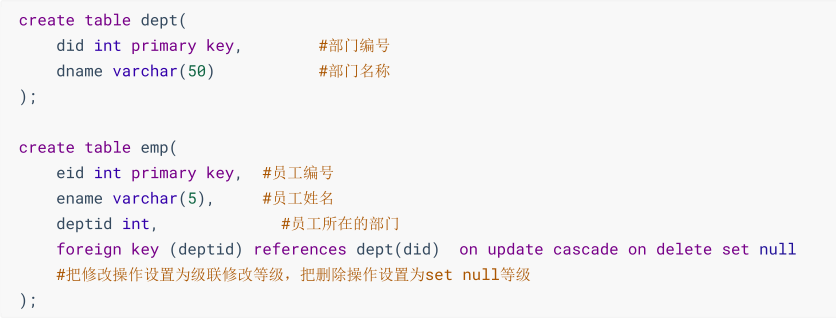 create table dept(
    did int primary key,        #部门编号
    dname varchar(50)           #部门名称
);

create table emp(
    eid int primary key,  #员工编号
    ename varchar(5),     #员工姓名
    deptid int,             #员工所在的部门
    foreign key (deptid) references dept(did)  on update cascade on delete set null
    #把修改操作设置为级联修改等级，把删除操作设置为set null等级
);